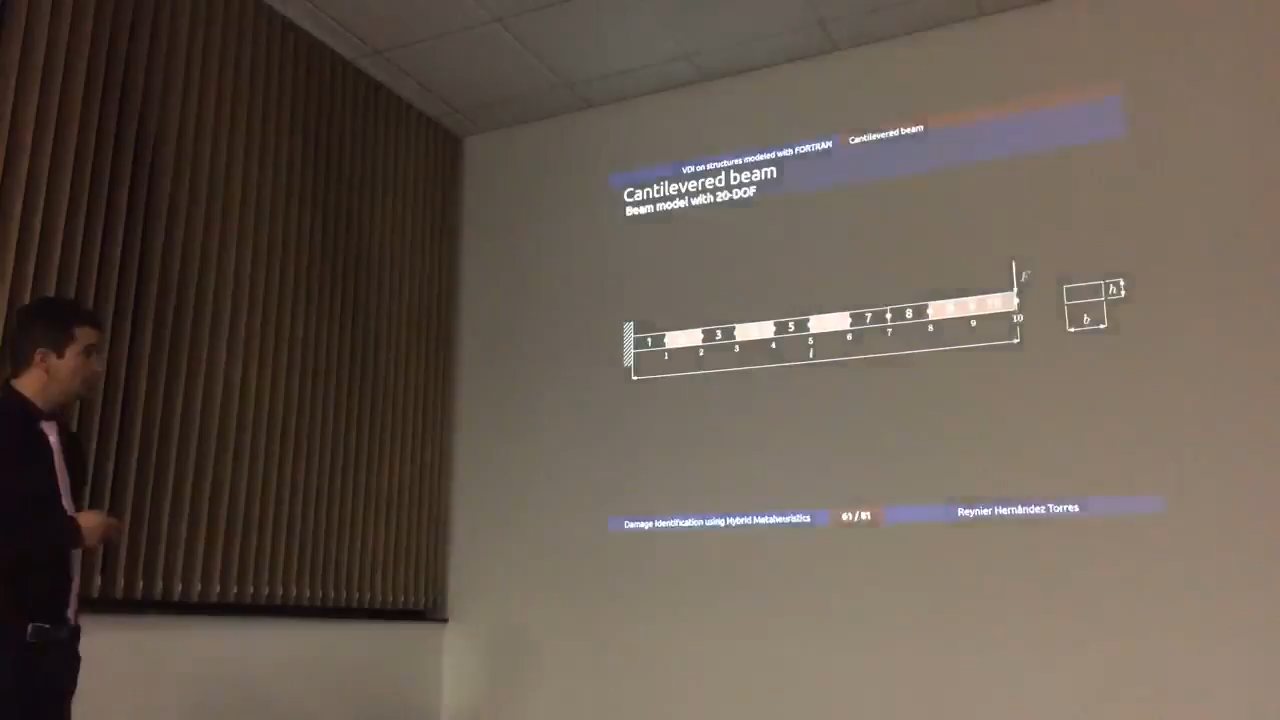 VDI on structures modeled with FORTRAN Cantilevered beam
Cantilevered beam
Beam model with 20-DOF
F
h
b
1 3 5 7 8
1 2 3 4 5 6 7 8 9 10
l
Damage Identification using Hybrid Metaheuristics 61 / 81 Reynier Hernández Torres